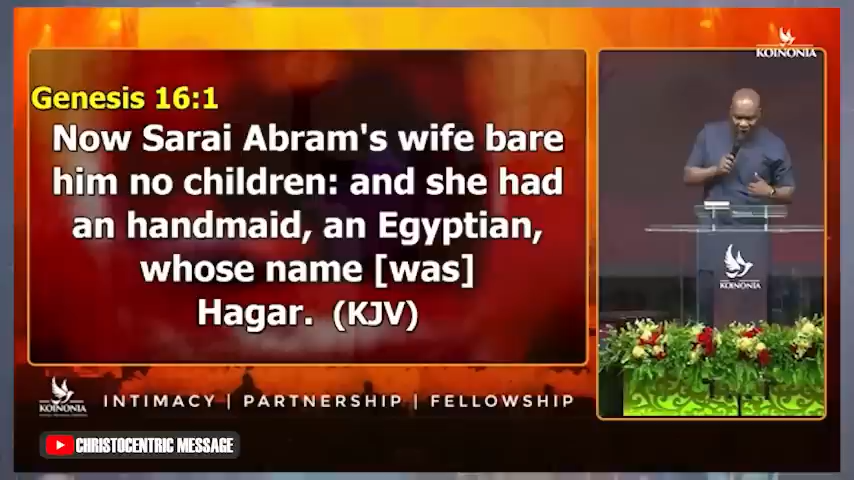 KOINONIA
Genesis 16:1
Now Sarai Abram's wife bare
him no children: and she had
an handmaid, an Egyptian,
whose name [was]
Hagar. (KJV)
KOINONIA
KOINONIA
INTIMACY | PARTNERSHIP | FELLOWSHIP
CHRISTOCENTRIC MESSAGE